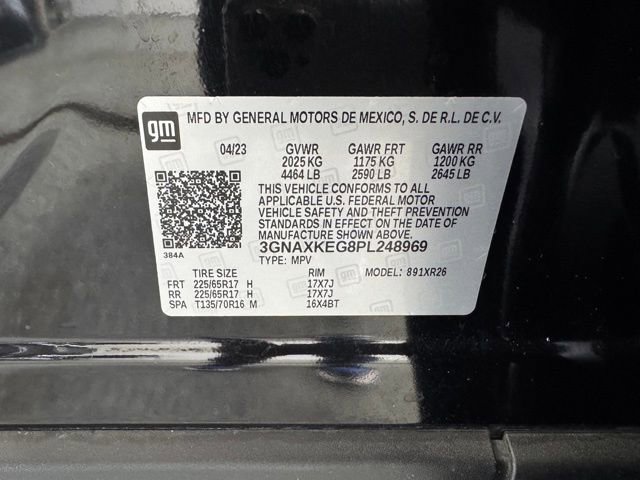 gm MFD BY GENERAL MOTORS DE MEXICO, S. DE R.L. DE C.V.
04/23 GVWR GAWR FRT GAWR RR
2025 KG 1175 KG 1200 KG
4464 LB 2590 LB 2645 LB
THIS VEHICLE CONFORMS TO ALL
APPLICABLE U.S. FEDERAL MOTOR
VEHICLE SAFETY AND THEFT PREVENTION
STANDARDS IN EFFECT ON THE DATE OF
MANUFACTURE SHOWN ABOVE.
384A 3GNAXKEG8PL248969
TYPE: MPV
TIRE SIZE RIM MODEL: 891XR26
FRT 225/65R17 H 17X7J
RR 225/65R17 H 17X7J
SPA T135/70R16 M 16X4BT